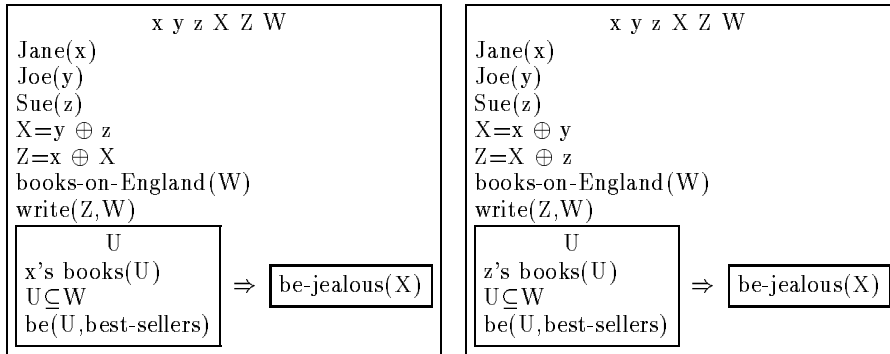 x y z X Z W
Jane(x)
Joe(y)
Sue(z)
X=y ⊕ z
Z=x ⊕ X
books-on-England(W)
write(Z,W)
U
x's books(U)
U⊆W
be(U,best-sellers)
⇒ be-jealous(X)
x y z X Z W
Jane(x)
Joe(y)
Sue(z)
X=x ⊕ y
Z=X ⊕ z
books-on-England(W)
write(Z,W)
U
z's books(U)
U⊆W
be(U,best-sellers)
⇒ be-jealous(X)